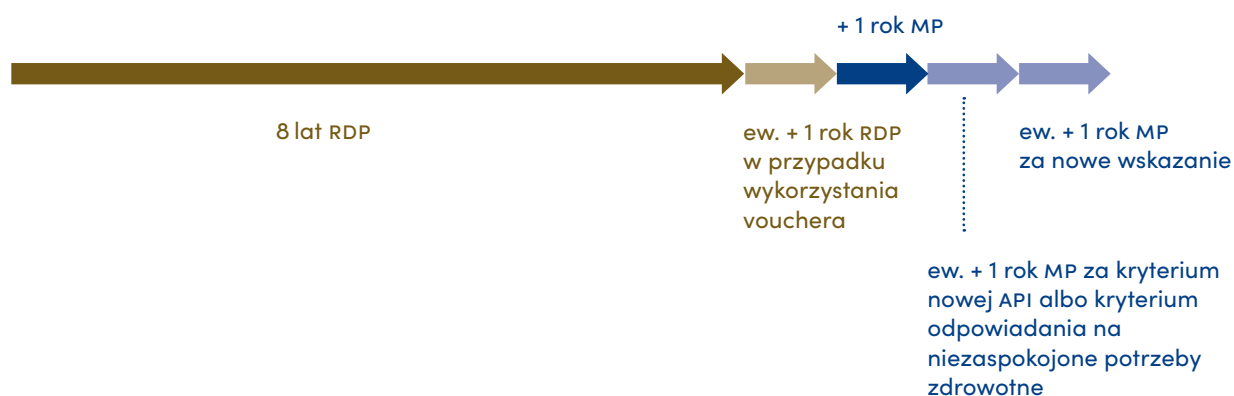 + 1 rok MP
8 lat RDP
ew. + 1 rok RDP
w przypadku
wykorzystania
vouchera
ew. + 1 rok MP
za nowe wskazanie
ew. + 1 rok MP za kryterium
nowej API albo kryterium
odpowiadania na
niezaspokojone potrzeby
zdrowotne